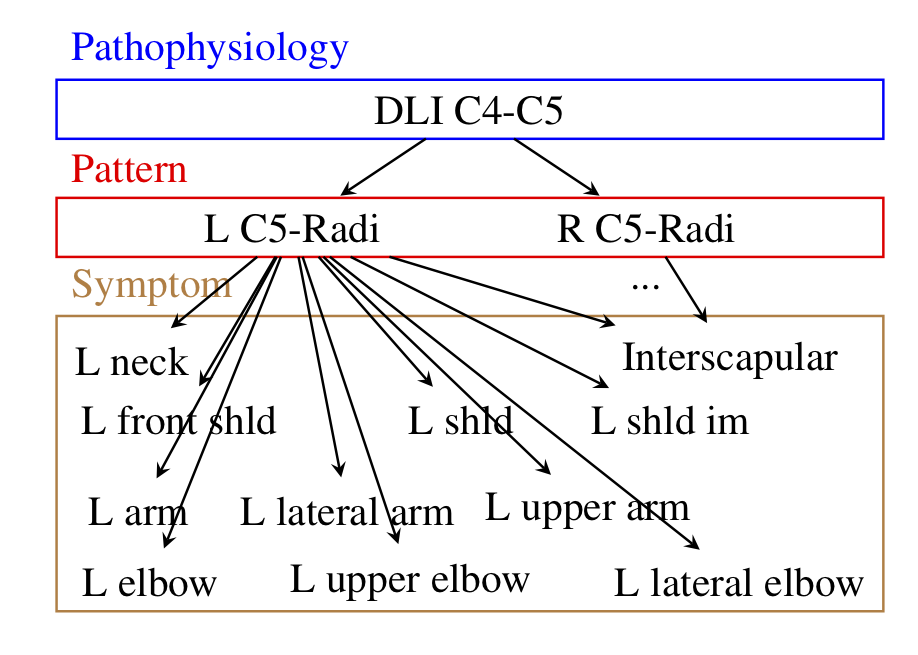 Pathophysiology
DLI C4-C5
Pattern
L C5-Radi R C5-Radi
Symptom ...
L neck Interscapular
L front shld L shld L shld im
L arm L lateral arm L upper arm
L elbow L upper elbow L lateral elbow